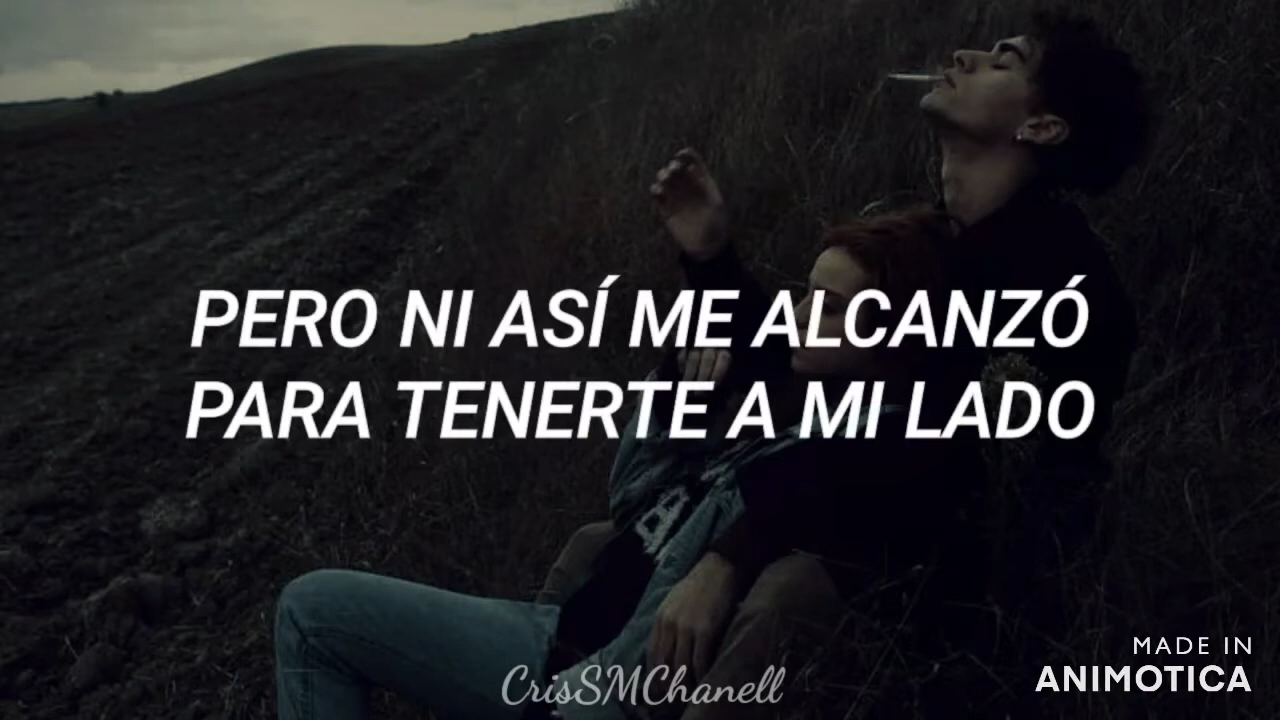 PERO NI ASÍ ME ALCANZÓ
PARA TENERTE A MI LADO
MADE IN
ANIMOTICA
CrisSMChanell